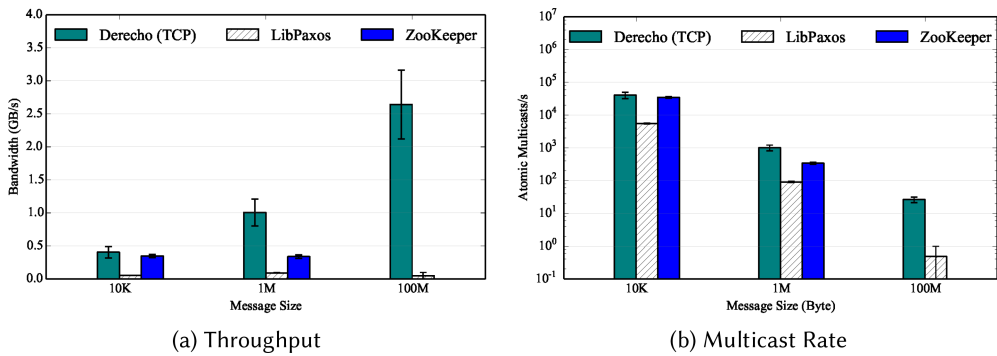 4.0
3.5
3.0
2.5
2.0
1.5
1.0
0.5
0.0
Bandwidth (GB/s)
Derecho (TCP) LibPaxos ZooKeeper
10K 1M 100M
Message Size
(a) Throughput
10^7
10^6
10^5
10^4
10^3
10^2
10^1
10^0
10^-1
Atomic Multicasts/s
Derecho (TCP) LibPaxos ZooKeeper
10K 1M 100M
Message Size (Byte)
(b) Multicast Rate